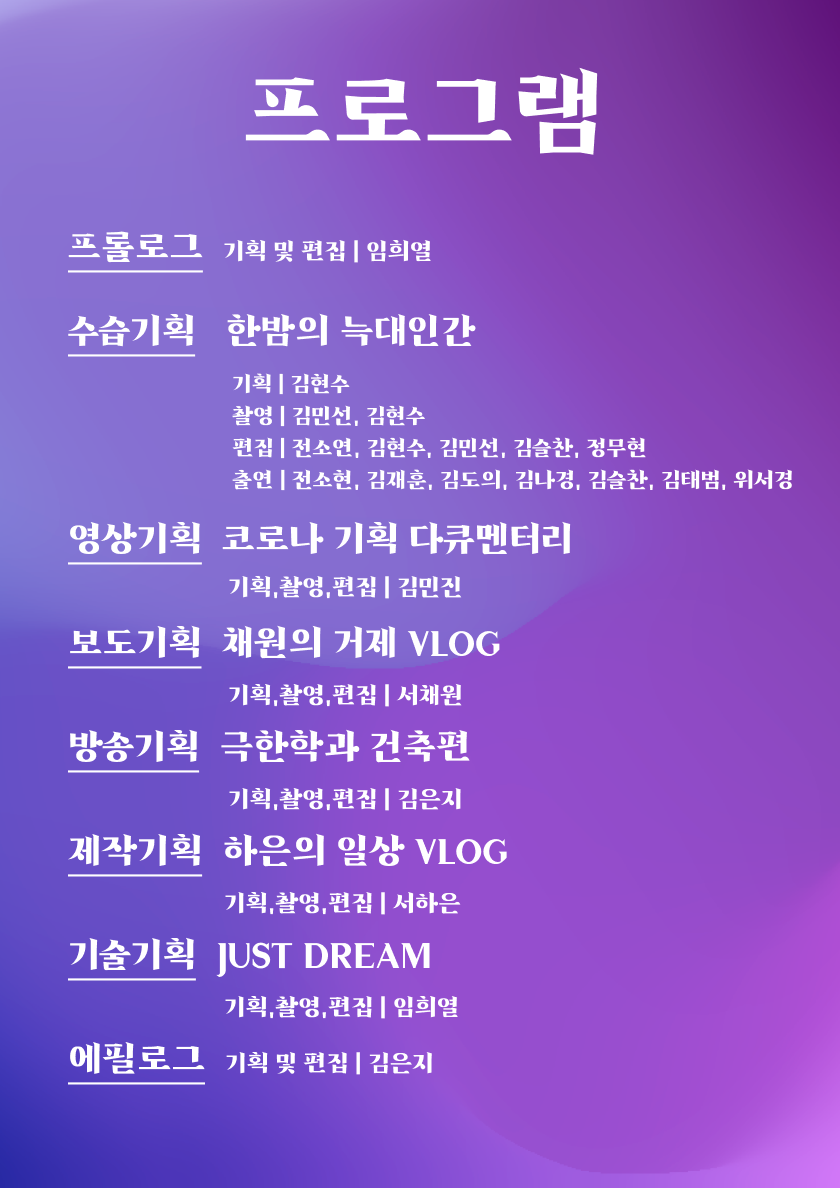 프로그램
프롤로그 기획 및 편집 | 임희열
수습기획 한밤의 늑대인간
기획 | 김현수
촬영 | 김민선, 김현수
편집 | 전소연, 김현수, 김민선, 김슬찬, 정무현
출연 | 전소현, 김재훈, 김도의, 김나경, 김슬찬, 김태범, 위서경
영상기획 코로나 기획 다큐멘터리
기획,촬영,편집 | 김민진
보도기획 채원의 거제 VLOG
기획,촬영,편집 | 서채원
방송기획 극한학과 건축편
기획,촬영,편집 | 김은지
제작기획 하은의 일상 VLOG
기획,촬영,편집 | 서하은
기술기획 JUST DREAM
기획,촬영,편집 | 임희열
에필로그 기획 및 편집 | 김은지